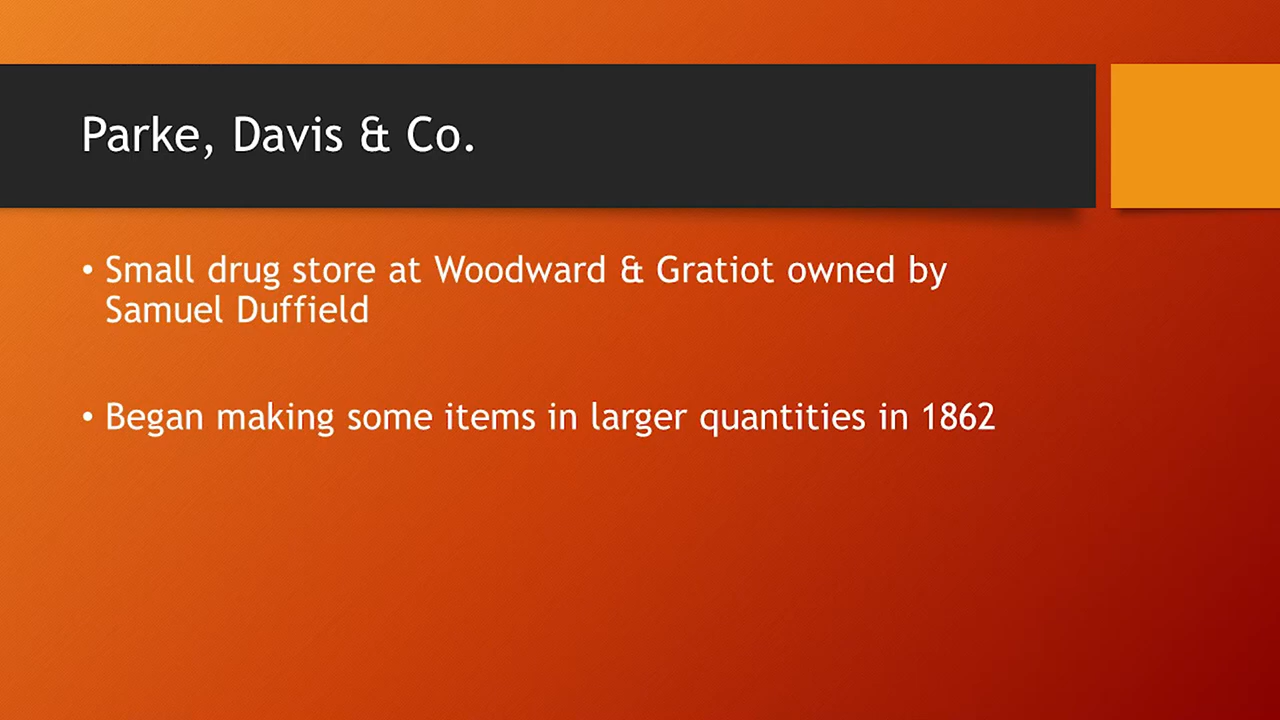 Parke, Davis & Co.
• Small drug store at Woodward & Gratiot owned by
Samuel Duffield
• Began making some items in larger quantities in 1862